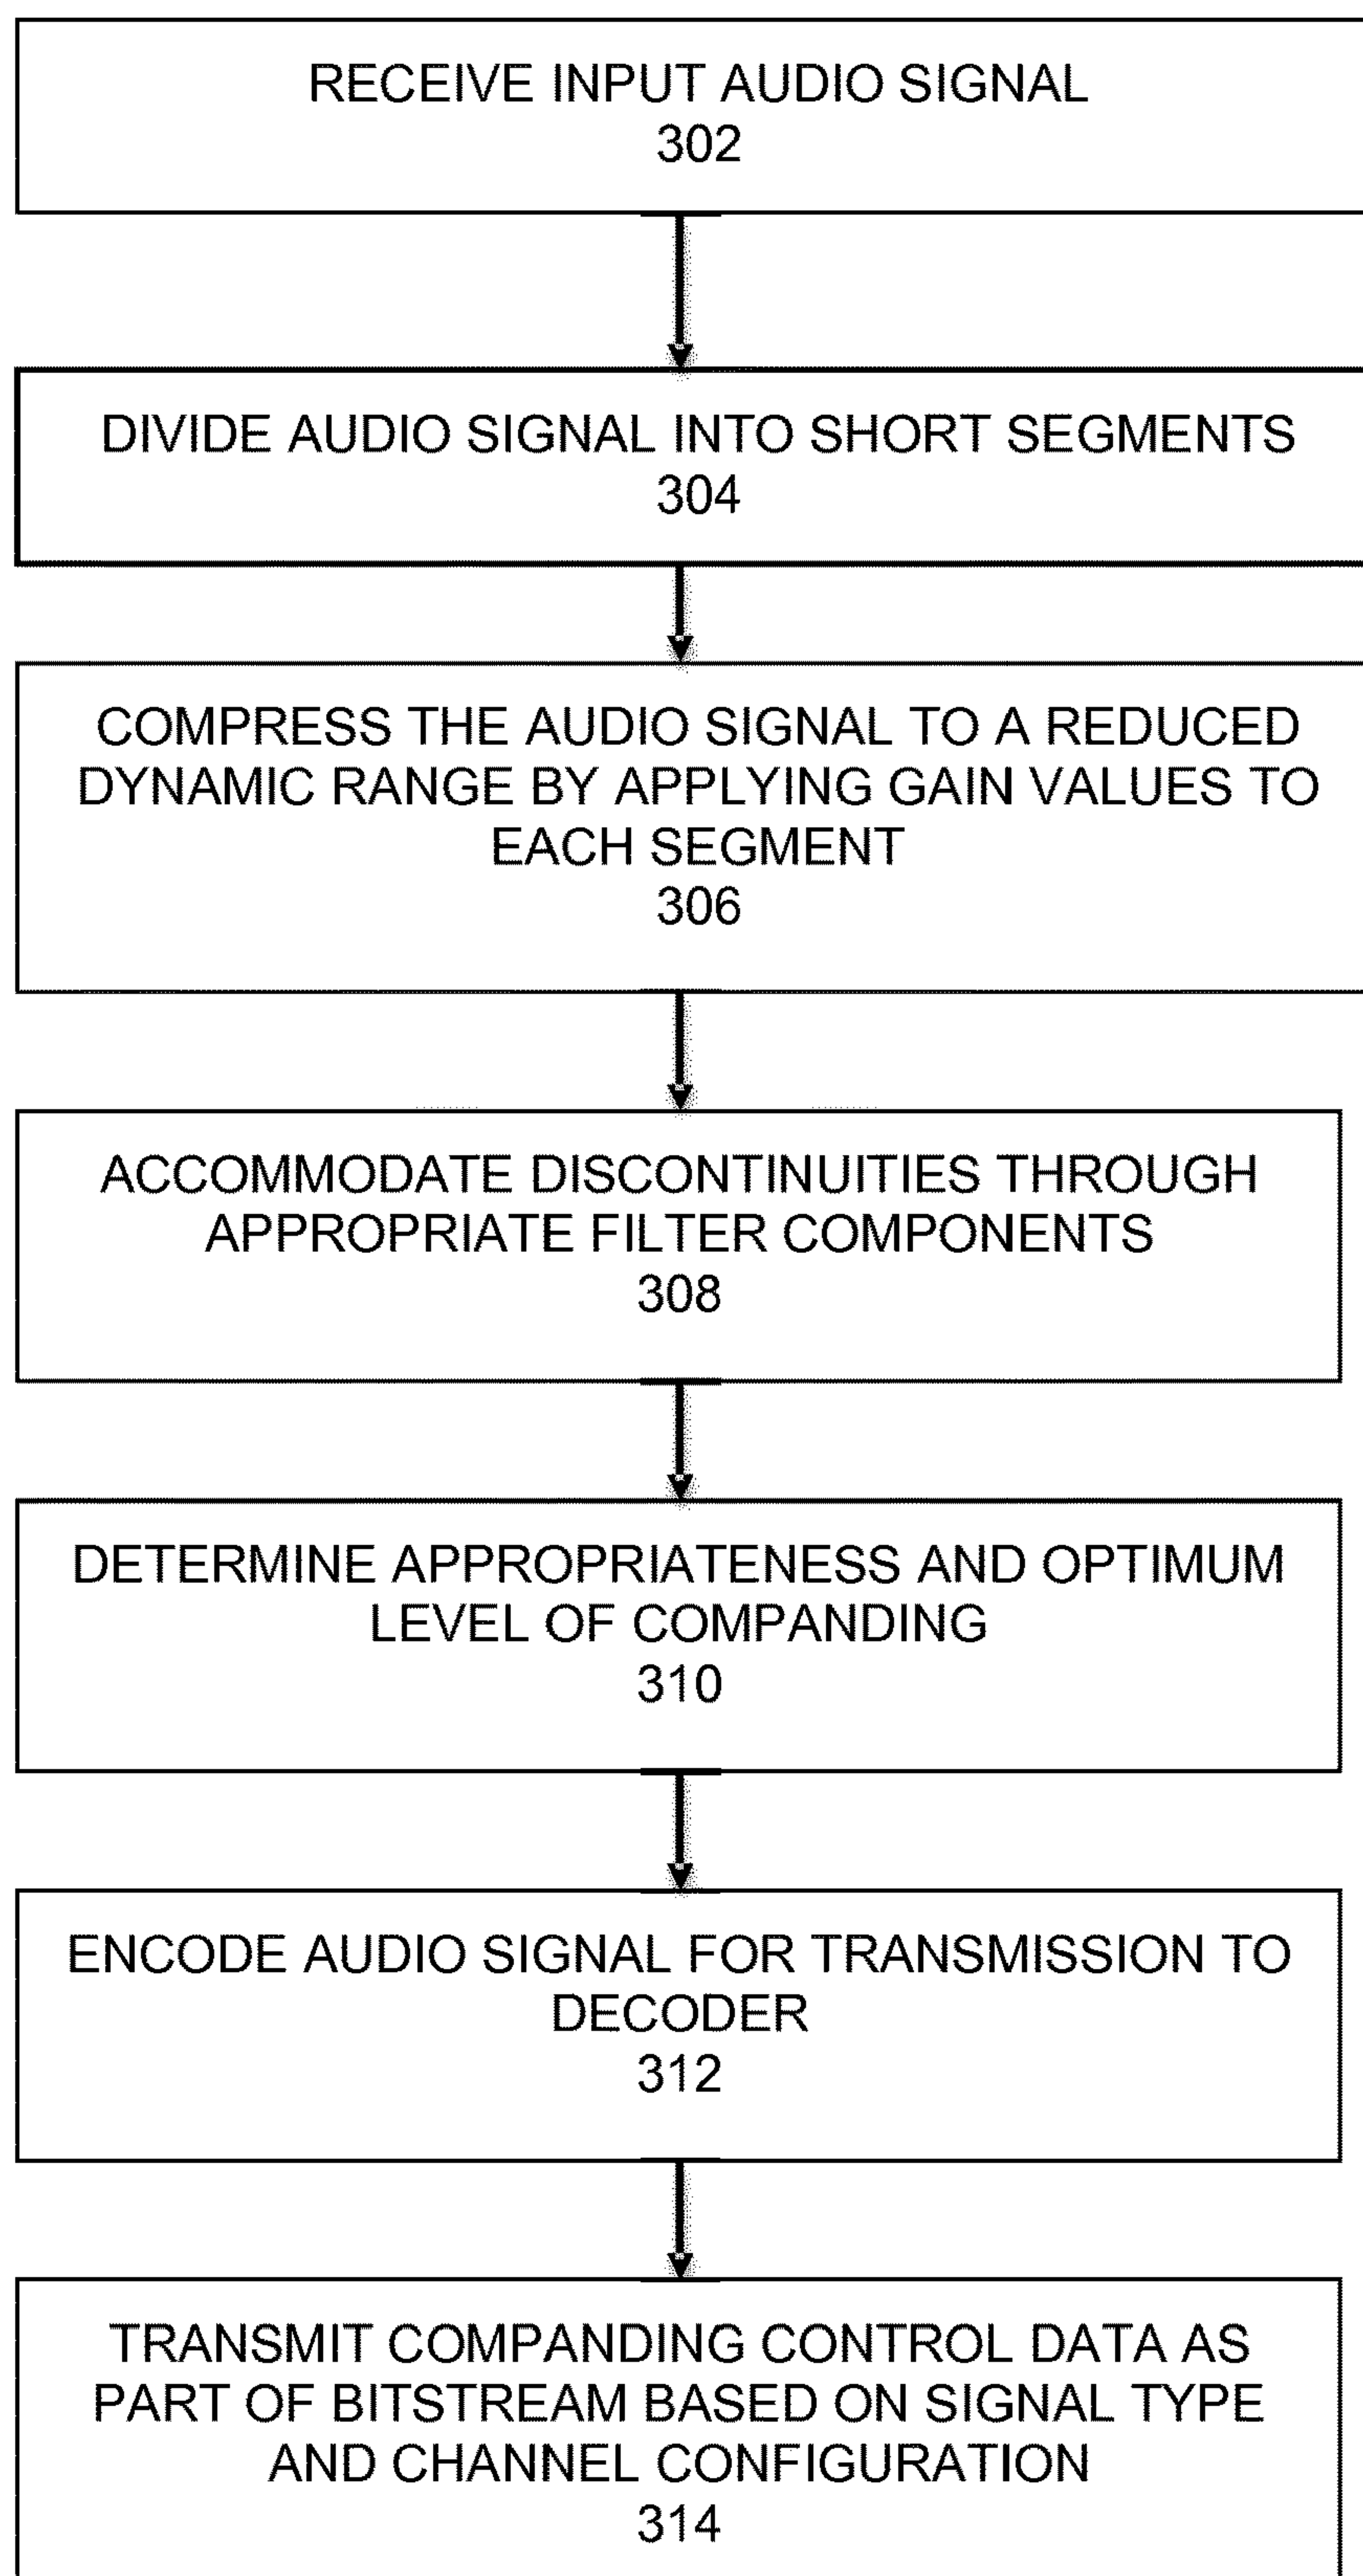 RECEIVE INPUT AUDIO SIGNAL
302
DIVIDE AUDIO SIGNAL INTO SHORT SEGMENTS
304
COMPRESS THE AUDIO SIGNAL TO A REDUCED
DYNAMIC RANGE BY APPLYING GAIN VALUES TO
EACH SEGMENT
306
ACCOMMODATE DISCONTINUITIES THROUGH
APPROPRIATE FILTER COMPONENTS
308
DETERMINE APPROPRIATENESS AND OPTIMUM
LEVEL OF COMPANDING
310
ENCODE AUDIO SIGNAL FOR TRANSMISSION TO
DECODER
312
TRANSMIT COMPANDING CONTROL DATA AS
PART OF BITSTREAM BASED ON SIGNAL TYPE
AND CHANNEL CONFIGURATION
314